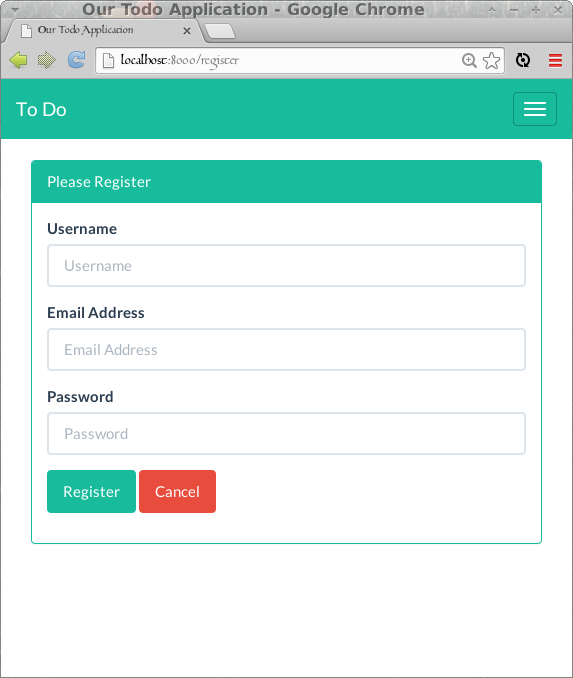 Our Todo Application - Google Chrome
Our Todo Application
localhost:8000/register
To Do
Please Register
Username
Username
Email Address
Email Address
Password
Password
Register Cancel